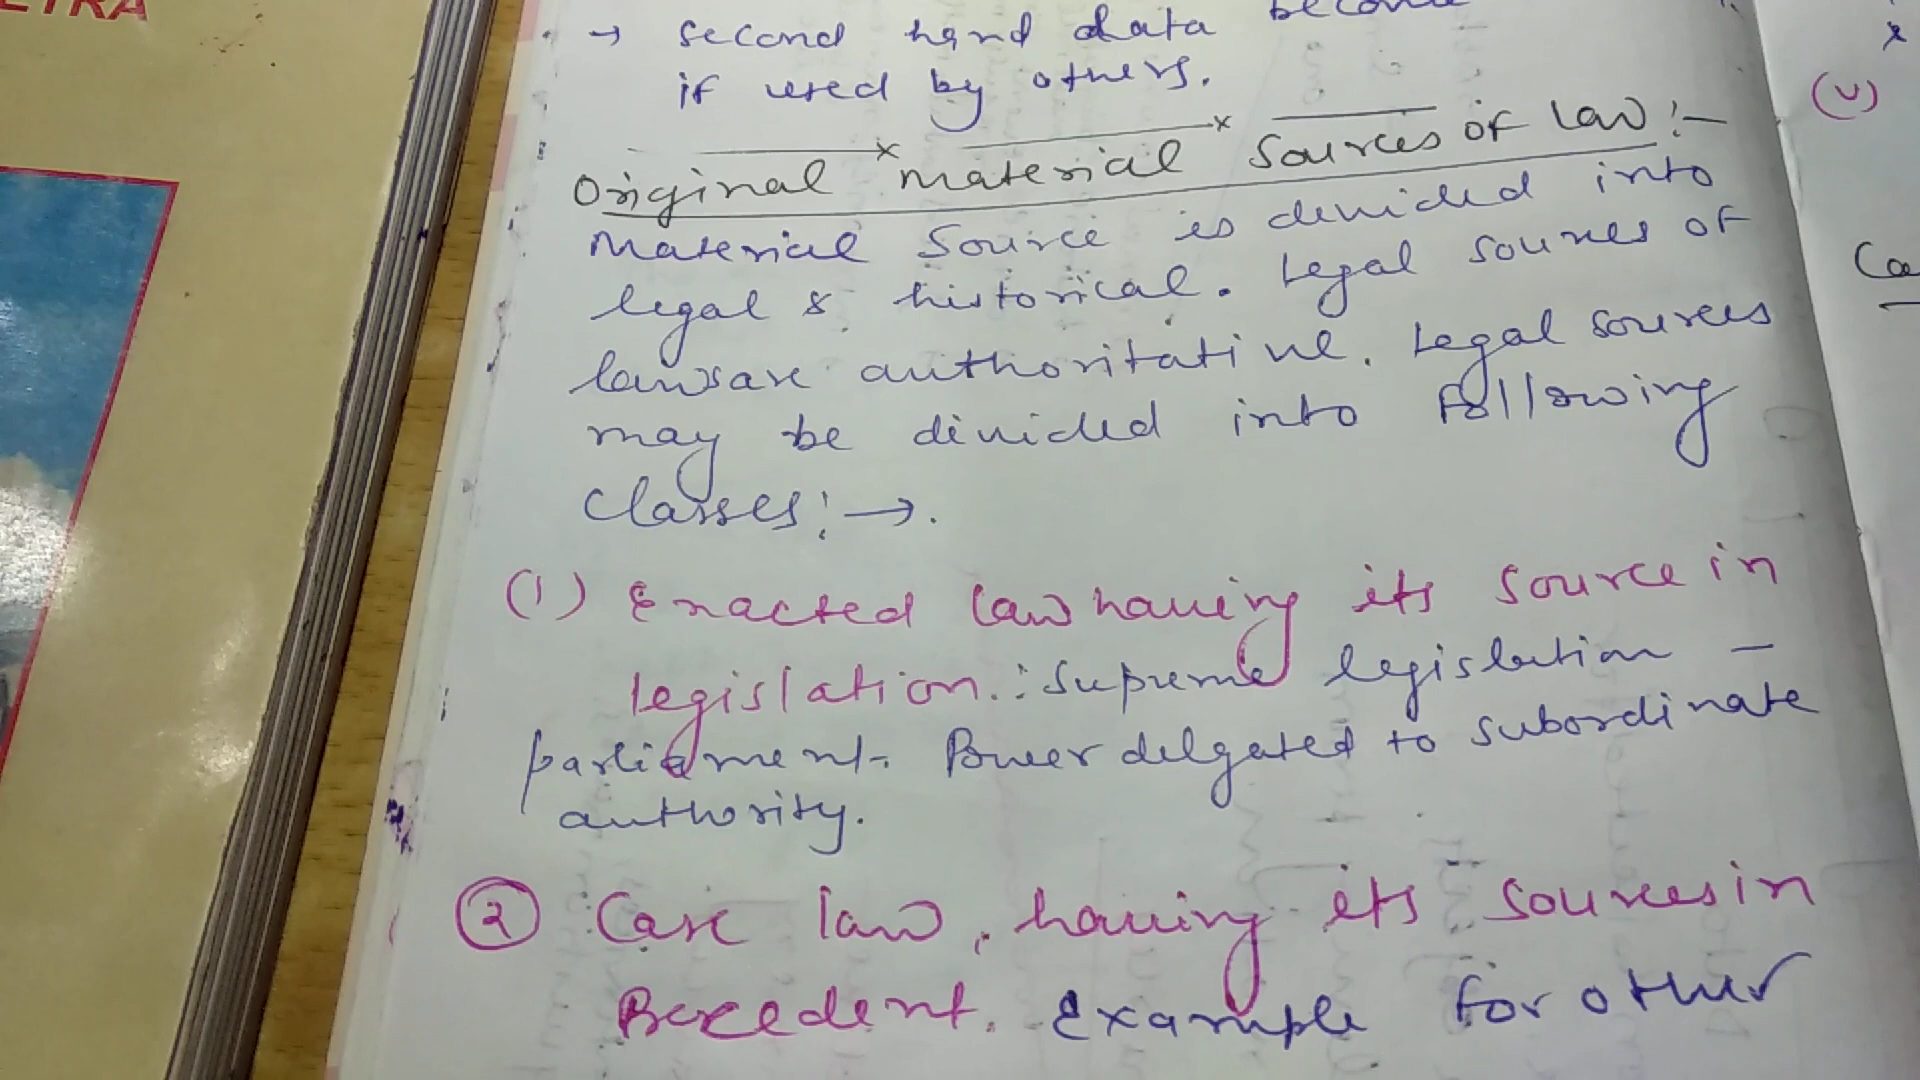 ETRA
→ second hand data become
if used by others.
Original material sources of law :-
Material source is devided into
legal & historical. Legal sources of
laws are authoritative. Legal sources
may be divided into following
classes: →.
(1) Enacted law having its source in
legislation.: Supreme legislation -
parliament. Power delgated to subordinate
authority.
(2) Case law, having its sources in
Precedent. Example for other
(v)